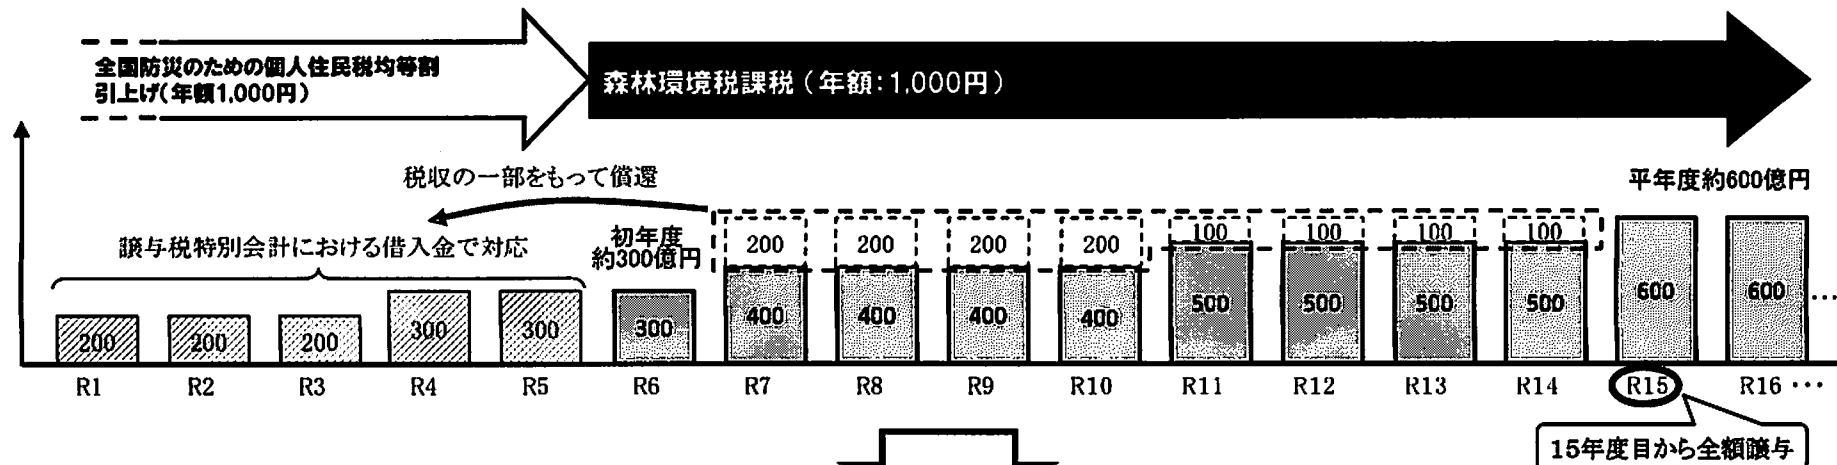 全国防災のための個人住民税均等割
引上げ(年額1,000円)
森林環境税課税(年額:1,000円)
税収の一部をもって償還
平年度約600億円
譲与税特別会計における借入金で対応
初年度
約300億円
200 200 200 200 100 100 100 100
200 200 200 300 300 300 400 400 400 400 500 500 500 500 600 600 …
R1 R2 R3 R4 R5 R6 R7 R8 R9 R10 R11 R12 R13 R14 R15 R16 …
15年度目から全額譲与